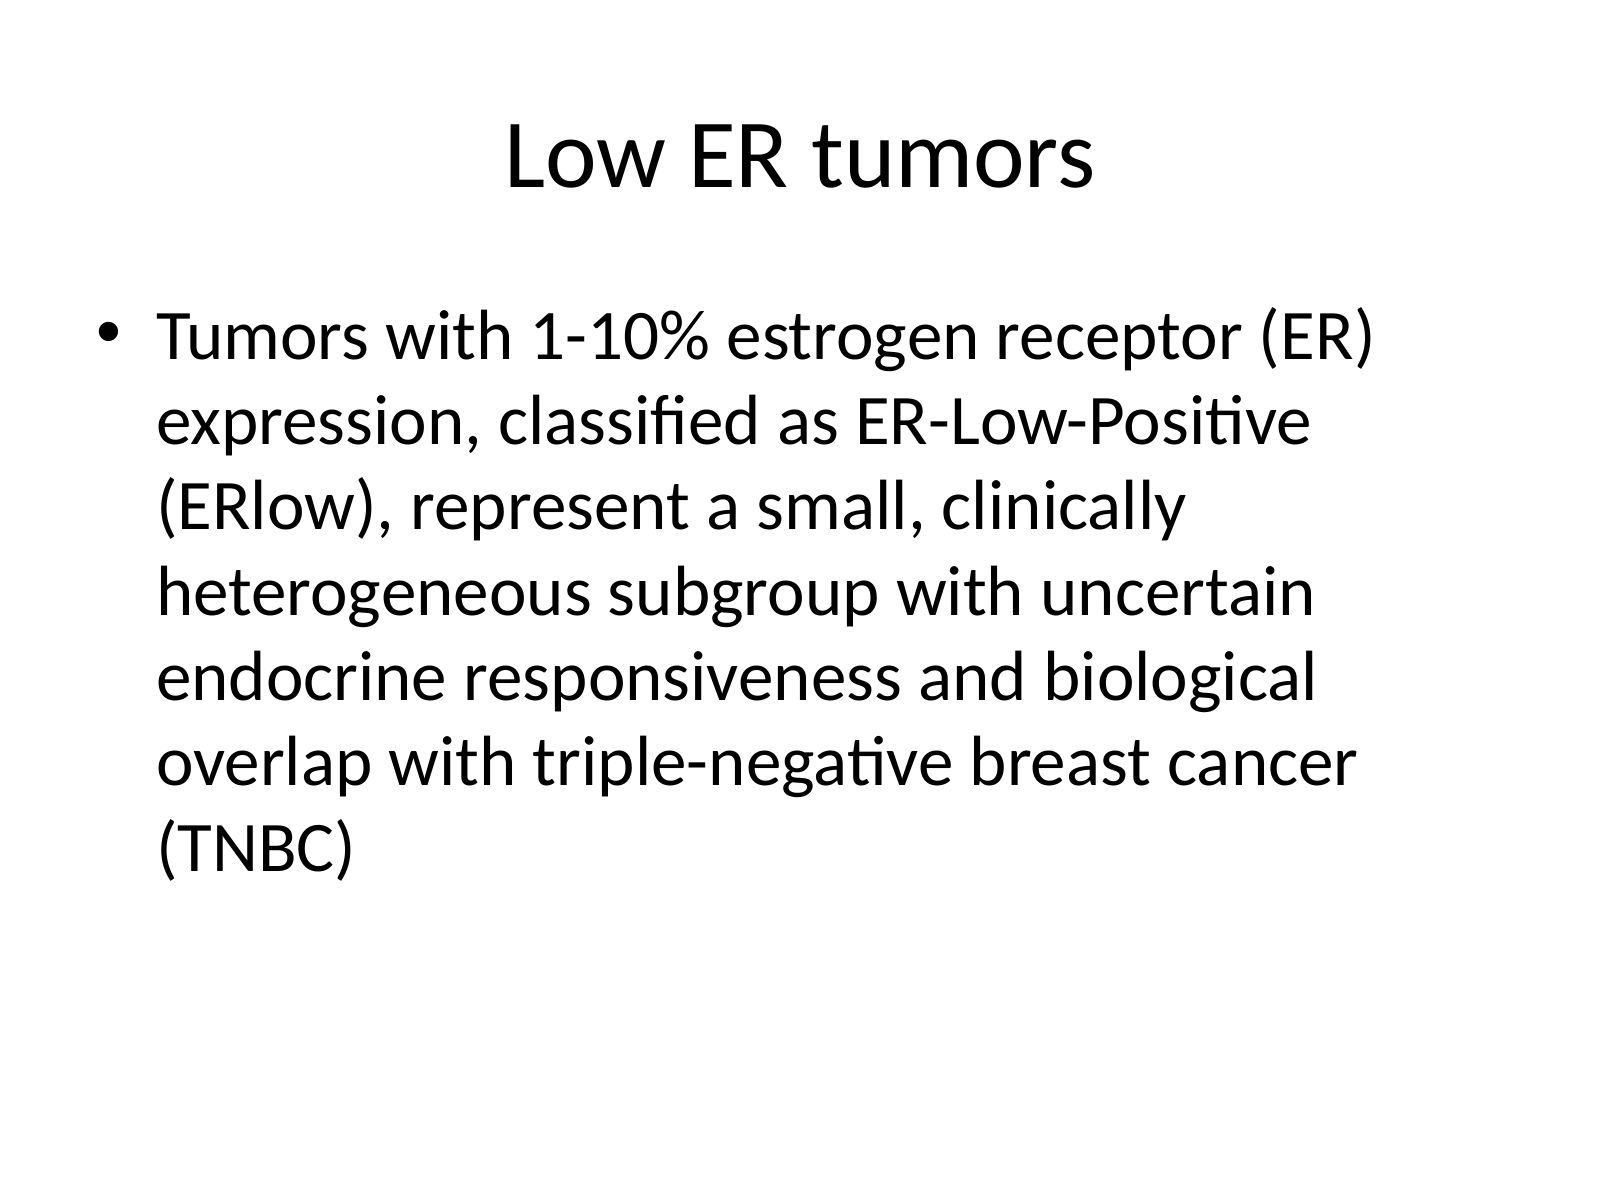 Low ER tumors
• Tumors with 1-10% estrogen receptor (ER)
expression, classified as ER-Low-Positive
(ERlow), represent a small, clinically
heterogeneous subgroup with uncertain
endocrine responsiveness and biological
overlap with triple-negative breast cancer
(TNBC)